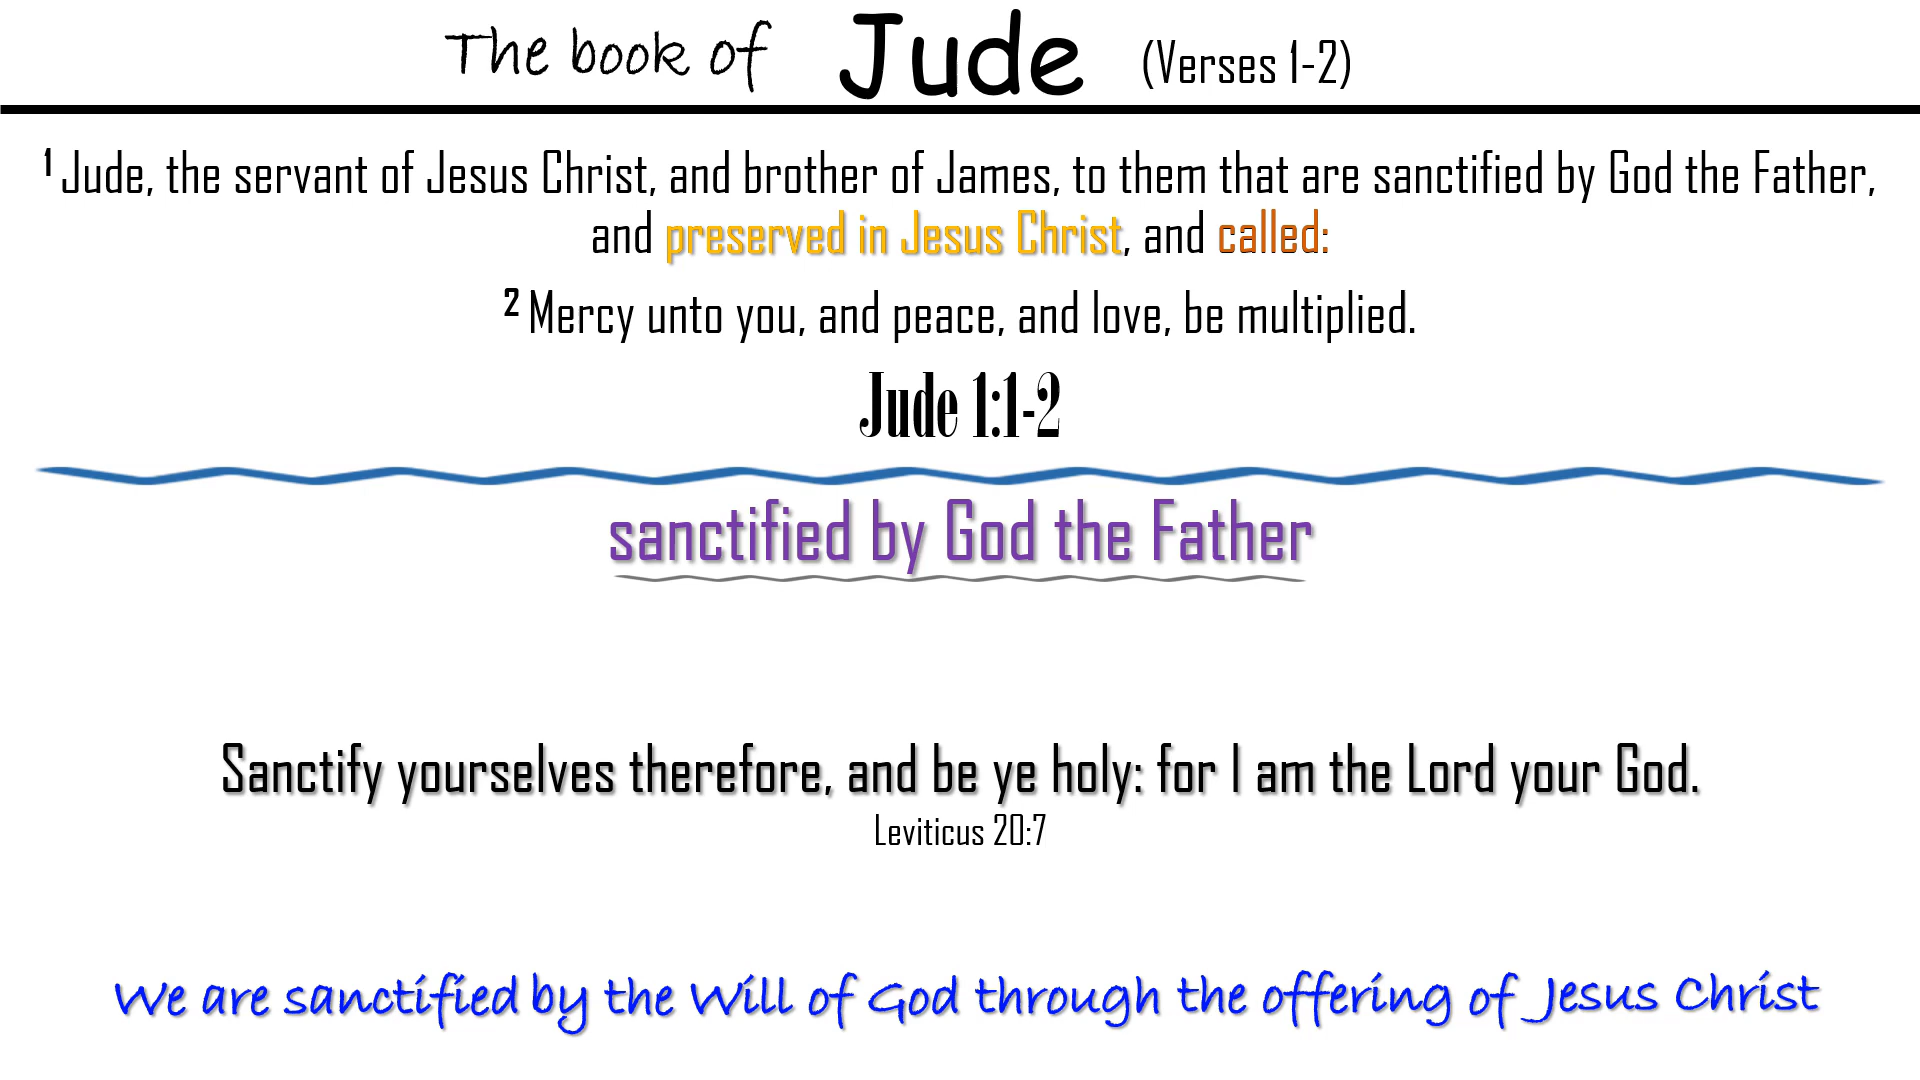 The book of Jude (Verses 1-2)
1 Jude, the servant of Jesus Christ, and brother of James, to them that are sanctified by God the Father,
and preserved in Jesus Christ, and called:
2 Mercy unto you, and peace, and love, be multiplied.
Jude 1:1-2
sanctified by God the Father
Sanctify yourselves therefore, and be ye holy: for I am the Lord your God.
Leviticus 20:7
We are sanctified by the Will of God through the offering of Jesus Christ